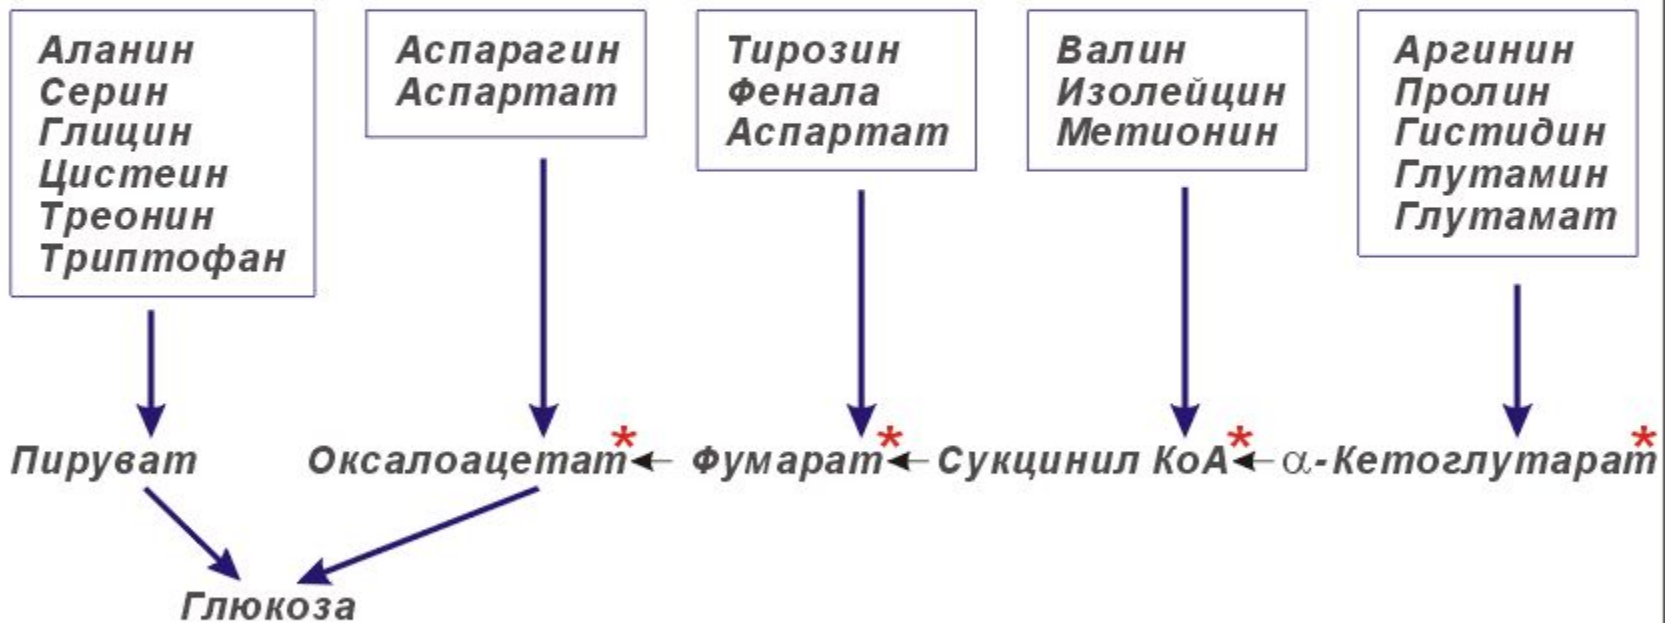 Аланин
Серин
Глицин
Цистеин
Треонин
Триптофан
Аспарагин
Аспартат
Тирозин
Фенала
Аспартат
Валин
Изолейцин
Метионин
Аргинин
Пролин
Гистидин
Глутамин
Глутамат
Пируват Оксалоацетат* Фумарат* Сукцинил КоА* α-Кетоглутарат*
Глюкоза